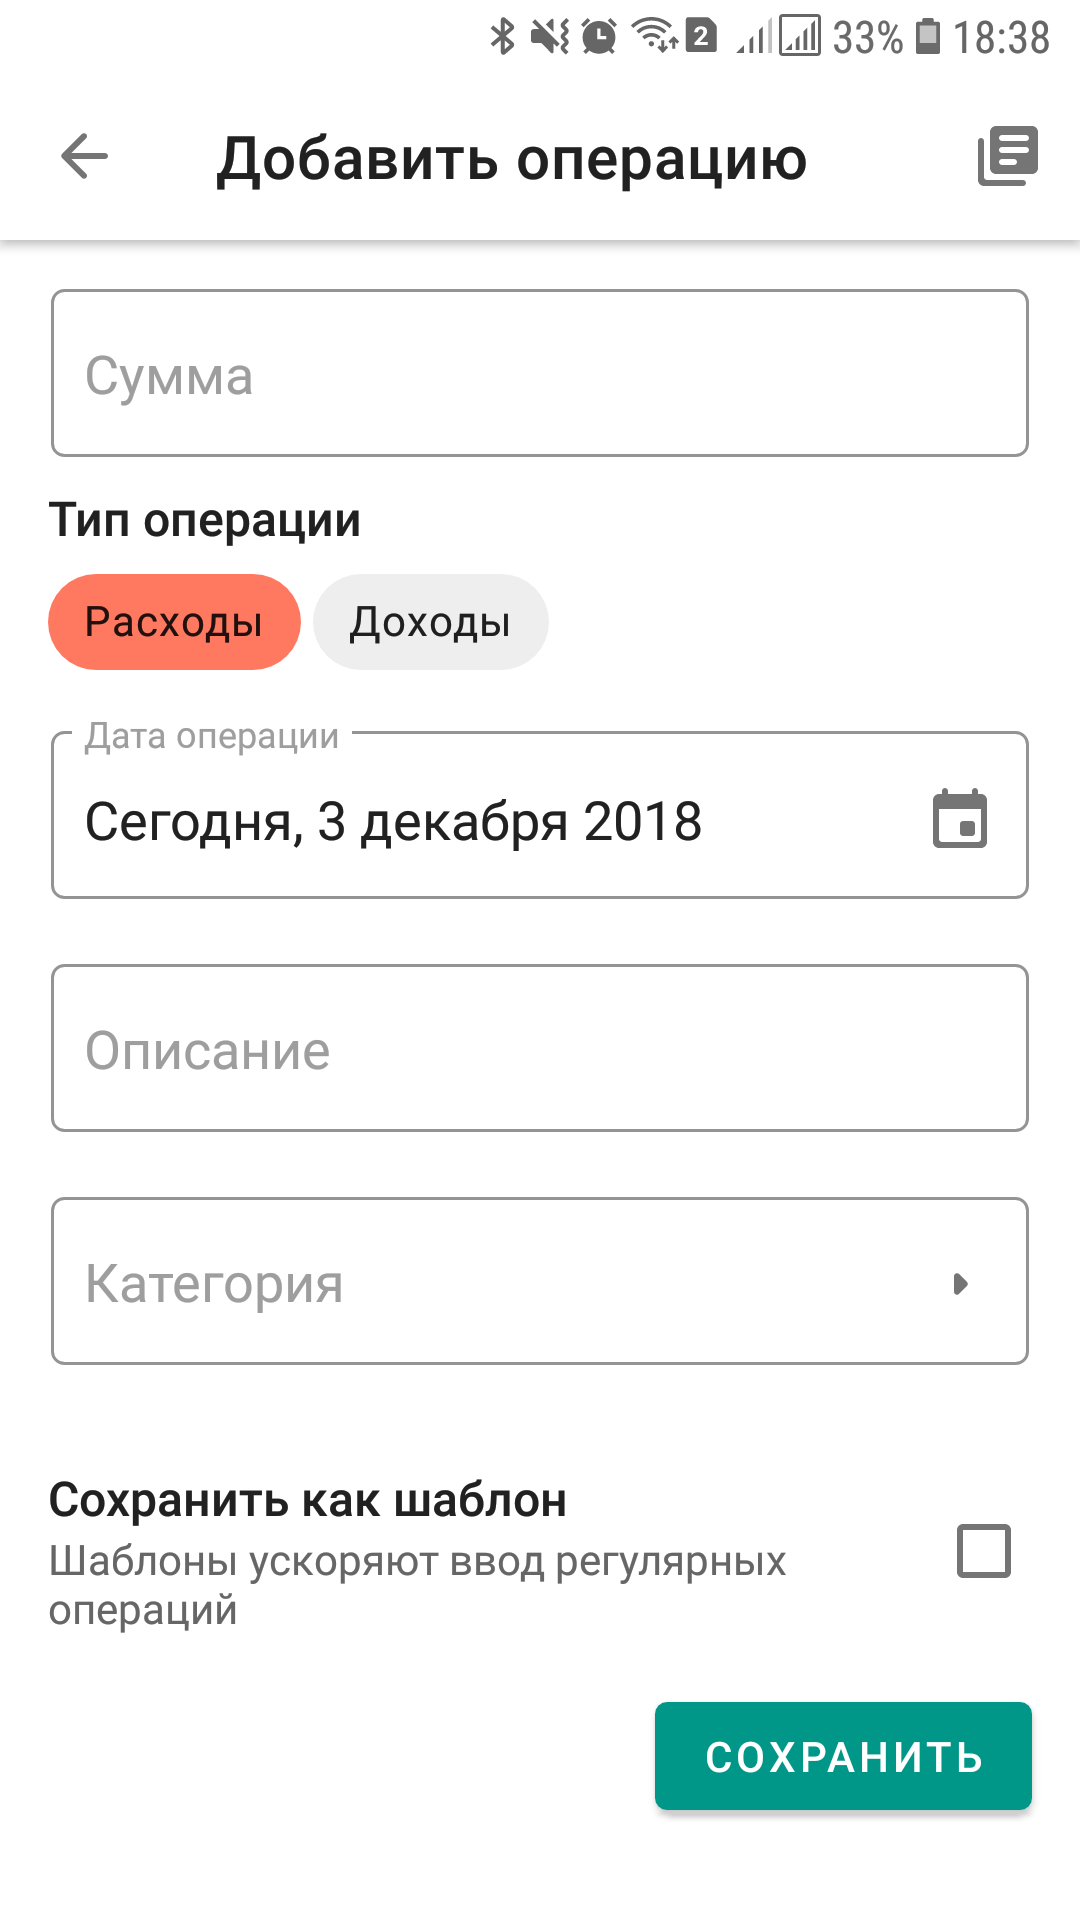 2 33% 18:38
Добавить операцию
Сумма
Тип операции
Расходы Доходы
Дата операции
Сегодня, 3 декабря 2018
Описание
Категория
Сохранить как шаблон
Шаблоны ускоряют ввод регулярных
операций
СОХРАНИТЬ